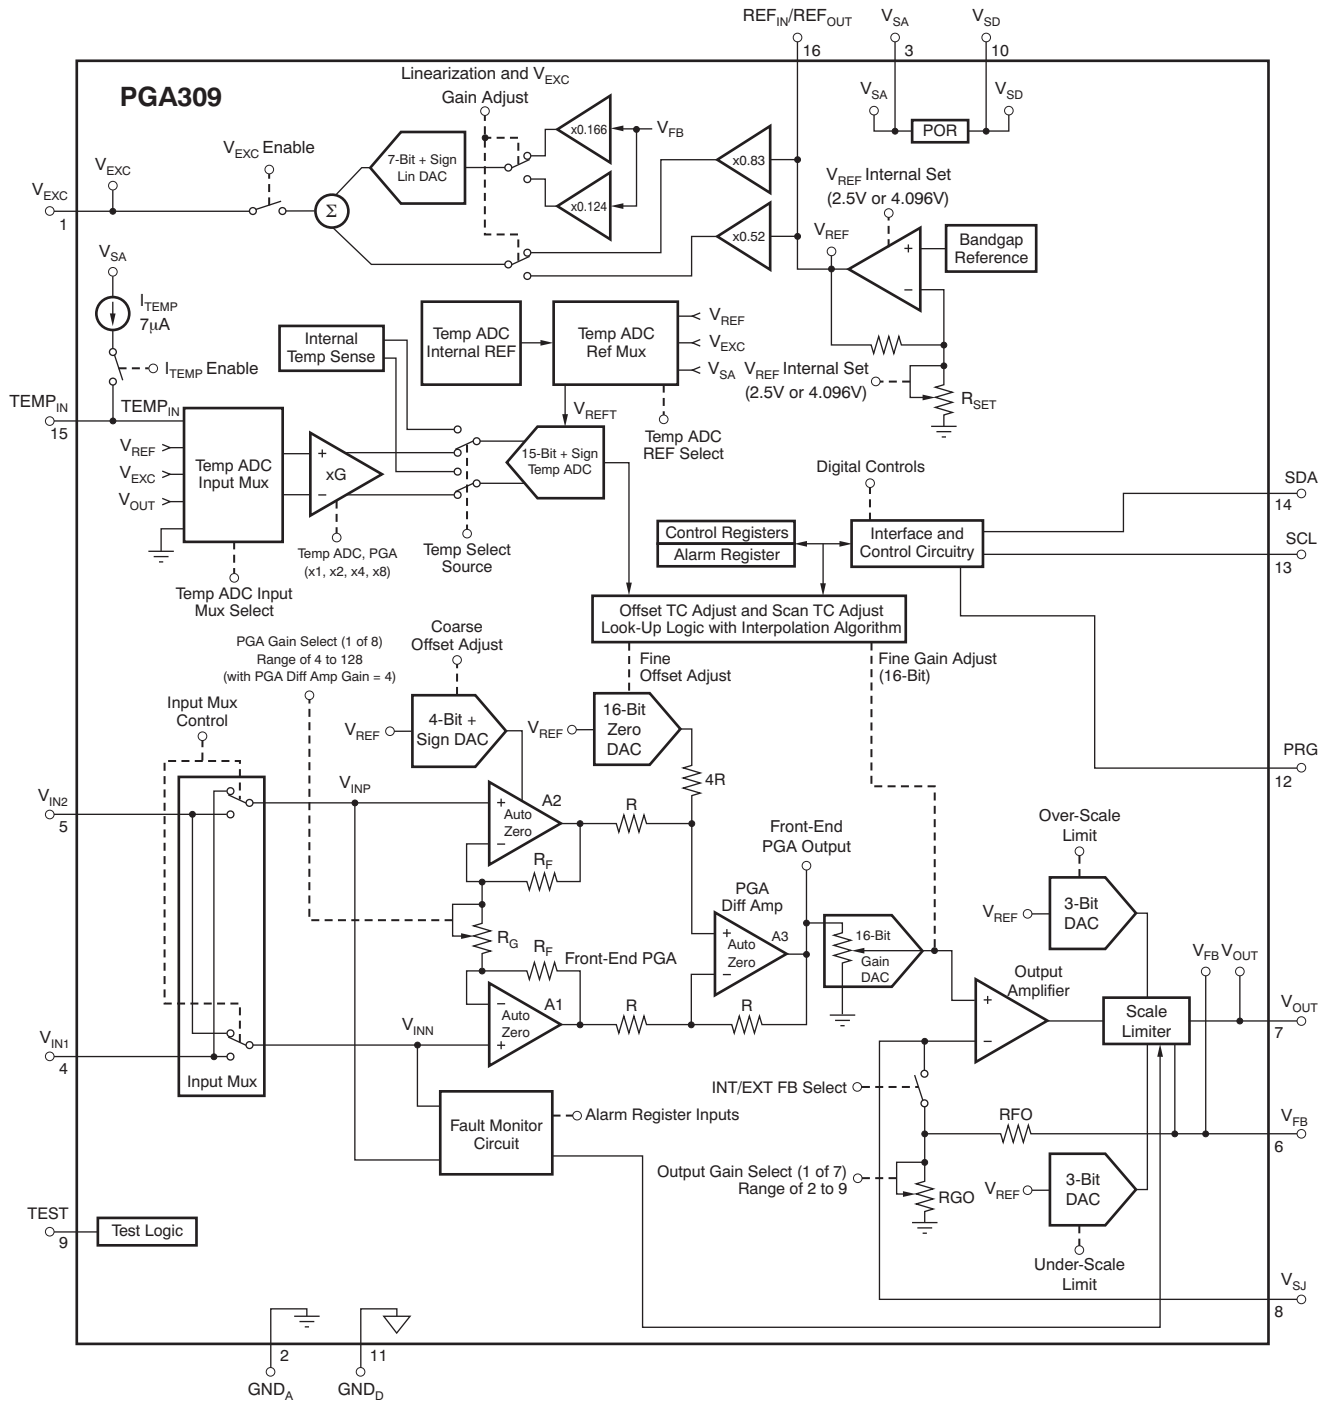 REF_IN/REF_OUT
16
V_SA
3
V_SD
10
PGA309
Linearization and V_EXC
Gain Adjust
V_SA
V_SD
POR
x0.166
V_FB
x0.124
x0.83
x0.52
7-Bit + Sign
Lin DAC
V_EXC Enable
V_EXC
V_EXC
1
Σ
V_REF Internal Set
(2.5V or 4.096V)
V_REF
+
−
Bandgap
Reference
V_SA
I_TEMP
7µA
I_TEMP Enable
Internal
Temp Sense
Temp ADC
Internal REF
Temp ADC
Ref Mux
V_REF
V_EXC
V_SA
V_REF Internal Set
(2.5V or 4.096V)
R_SET
V_REFT
Temp ADC
REF Select
TEMP_IN
15
TEMP_IN
V_REF
V_EXC
V_OUT
Temp ADC
Input Mux
+
xG
−
15-Bit + Sign
Temp ADC
Temp ADC, PGA
(x1, x2, x4, x8)
Temp Select
Source
Temp ADC Input
Mux Select
Digital Controls
Control Registers
Alarm Register
Interface and
Control Circuitry
SDA
14
SCL
13
Offset TC Adjust and Scan TC Adjust
Look-Up Logic with Interpolation Algorithm
PGA Gain Select (1 of 8)
Range of 4 to 128
(with PGA Diff Amp Gain = 4)
Coarse
Offset Adjust
Fine
Offset Adjust
Fine Gain Adjust
(16-Bit)
Input Mux
Control
V_REF
4-Bit +
Sign DAC
V_REF
16-Bit
Zero
DAC
4R
PRG
12
V_IN2
5
V_INP
+
Auto
Zero
−
A2
R
R_F
Front-End
PGA Output
Over-Scale
Limit
V_REF
3-Bit
DAC
PGA
Diff Amp
+
Auto
Zero
−
A3
16-Bit
Gain
DAC
R_G
R_F
Front-End PGA
V_FB
V_OUT
Output
Amplifier
+
−
Scale
Limiter
V_OUT
7
−
Auto
Zero
+
A1
R
R
V_INN
V_IN1
4
Input Mux
INT/EXT FB Select
Fault Monitor
Circuit
Alarm Register Inputs
RFO
V_FB
6
Output Gain Select (1 of 7)
Range of 2 to 9
RGO
V_REF
3-Bit
DAC
Under-Scale
Limit
TEST
9
Test Logic
V_SJ
8
2
GND_A
11
GND_D